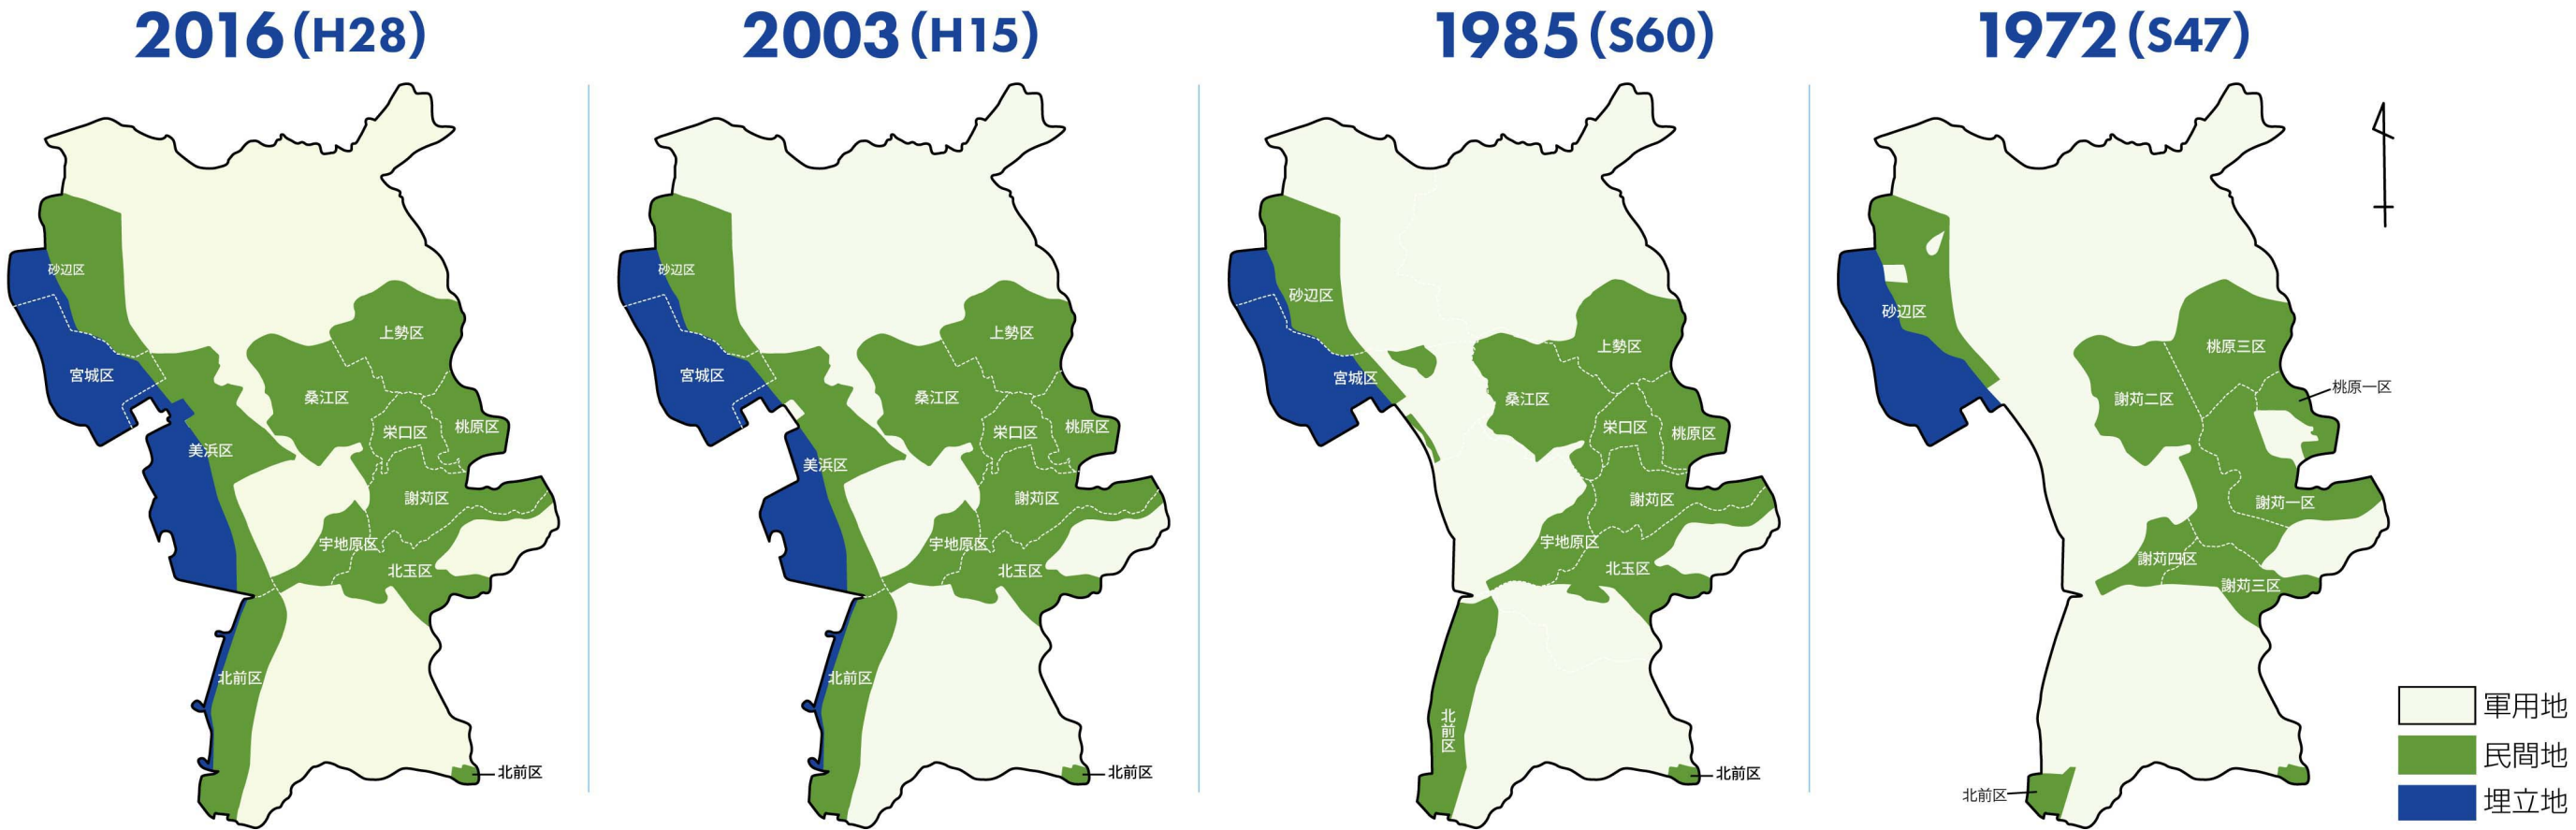 2016 (H28)
2003 (H15)
1985 (S60)
1972 (S47)
砂辺区
宮城区
上勢区
桑江区
栄口区
桃原区
美浜区
謝苅区
宇地原区
北玉区
北前区
北前区
砂辺区
宮城区
上勢区
桑江区
栄口区
桃原区
美浜区
謝苅区
宇地原区
北玉区
北前区
北前区
砂辺区
上勢区
宮城区
桑江区
栄口区
桃原区
謝苅区
宇地原区
北玉区
北前区
北前区
砂辺区
桃原三区
桃原一区
謝苅二区
謝苅一区
謝苅四区
謝苅三区
北前区
軍用地
民間地
埋立地